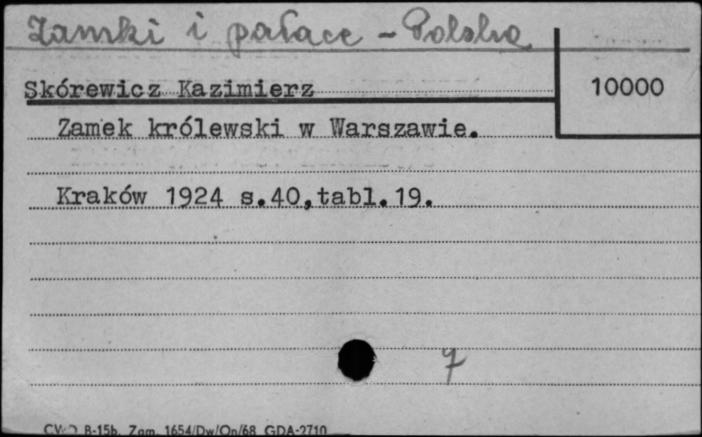 Zamki i pałace - Polska
10000
Skórewicz Kazimierz
Zamek królewski w Warszawie.
Kraków 1924 s.40,tabl.19.
7
B-15b. Zam. 1654/Dw/On/68 GDA-2710